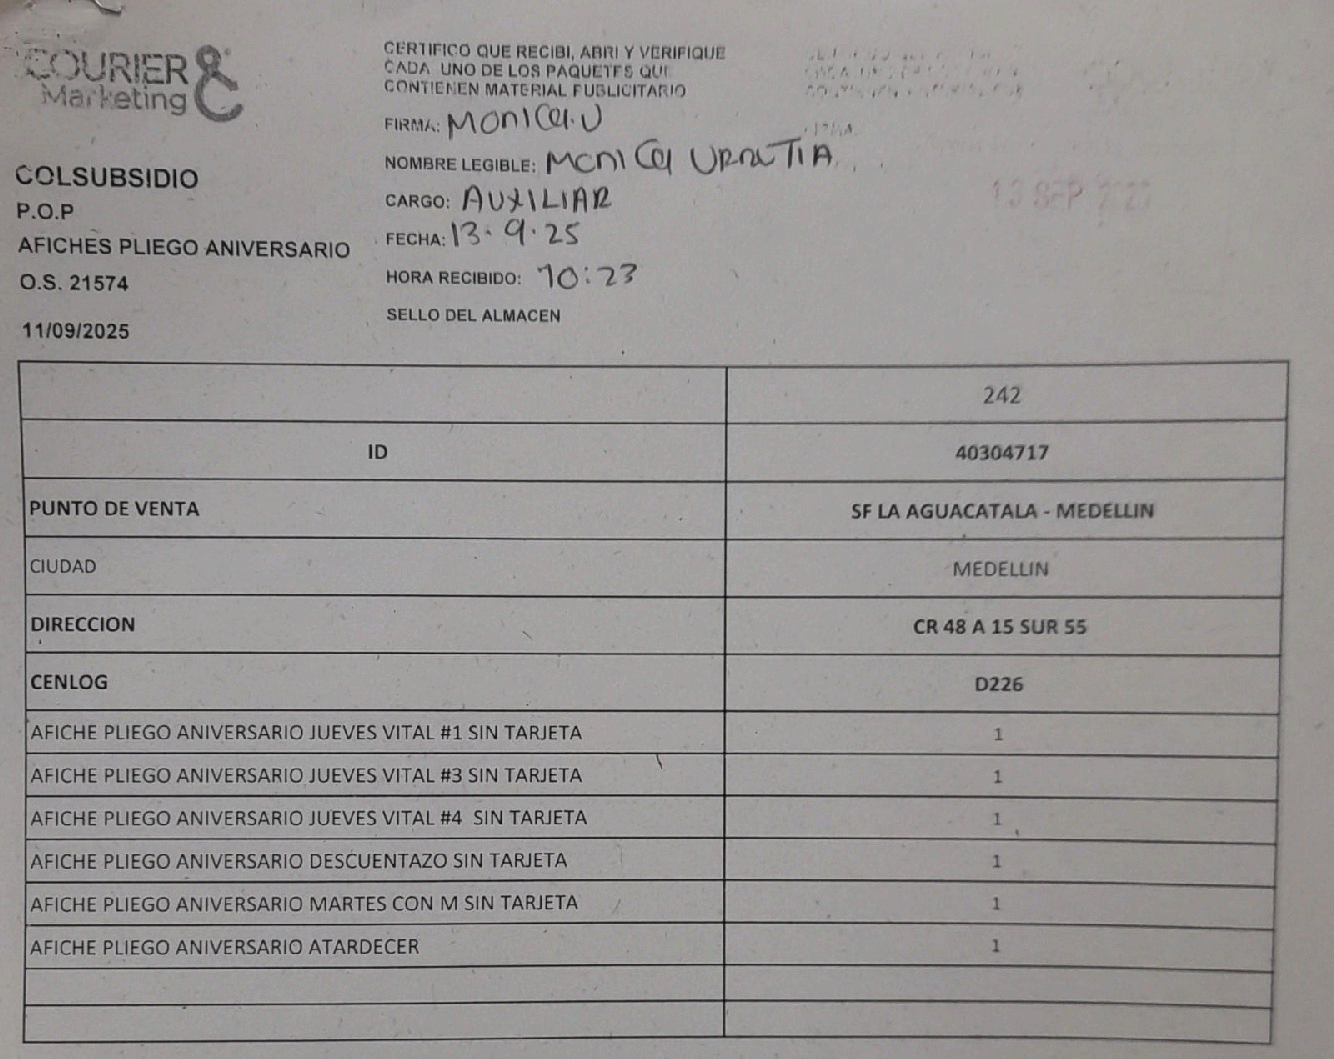 COURIER &
Marketing
COLSUBSIDIO
P.O.P
AFICHES PLIEGO ANIVERSARIO
O.S. 21574
11/09/2025
CERTIFICO QUE RECIBI, ABRI Y VERIFIQUE
CADA UNO DE LOS PAQUETES QUE
CONTIENEN MATERIAL PUBLICITARIO
FIRMA: MONICA.U
NOMBRE LEGIBLE: MONICA URRUTIA
CARGO: AUXILIAR
FECHA: 13.9.25
HORA RECIBIDO: 10:23
SELLO DEL ALMACEN
13 SEP
242
ID 40304717
PUNTO DE VENTA SF LA AGUACATALA - MEDELLIN
CIUDAD MEDELLIN
DIRECCION CR 48 A 15 SUR 55
CENLOG D226
AFICHE PLIEGO ANIVERSARIO JUEVES VITAL #1 SIN TARJETA 1
AFICHE PLIEGO ANIVERSARIO JUEVES VITAL #3 SIN TARJETA 1
AFICHE PLIEGO ANIVERSARIO JUEVES VITAL #4 SIN TARJETA 1
AFICHE PLIEGO ANIVERSARIO DESCUENTAZO SIN TARJETA 1
AFICHE PLIEGO ANIVERSARIO MARTES CON M SIN TARJETA 1
AFICHE PLIEGO ANIVERSARIO ATARDECER 1